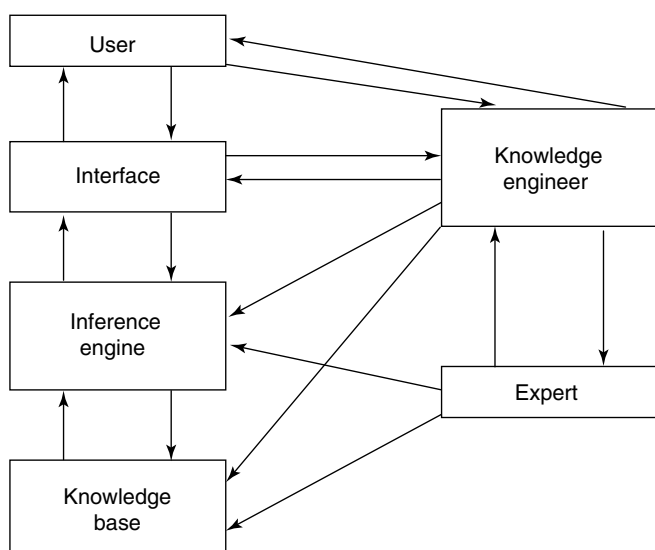 User
Interface
Knowledge
engineer
Inference
engine
Expert
Knowledge
base